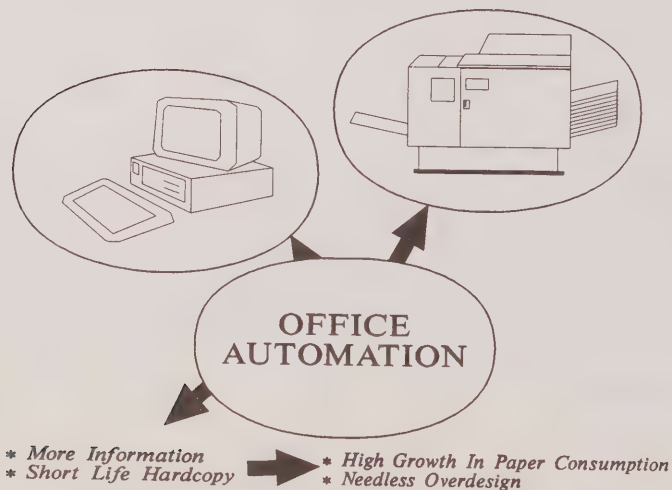 OFFICE
AUTOMATION
* More Information
* Short Life Hardcopy
* High Growth In Paper Consumption
* Needless Overdesign